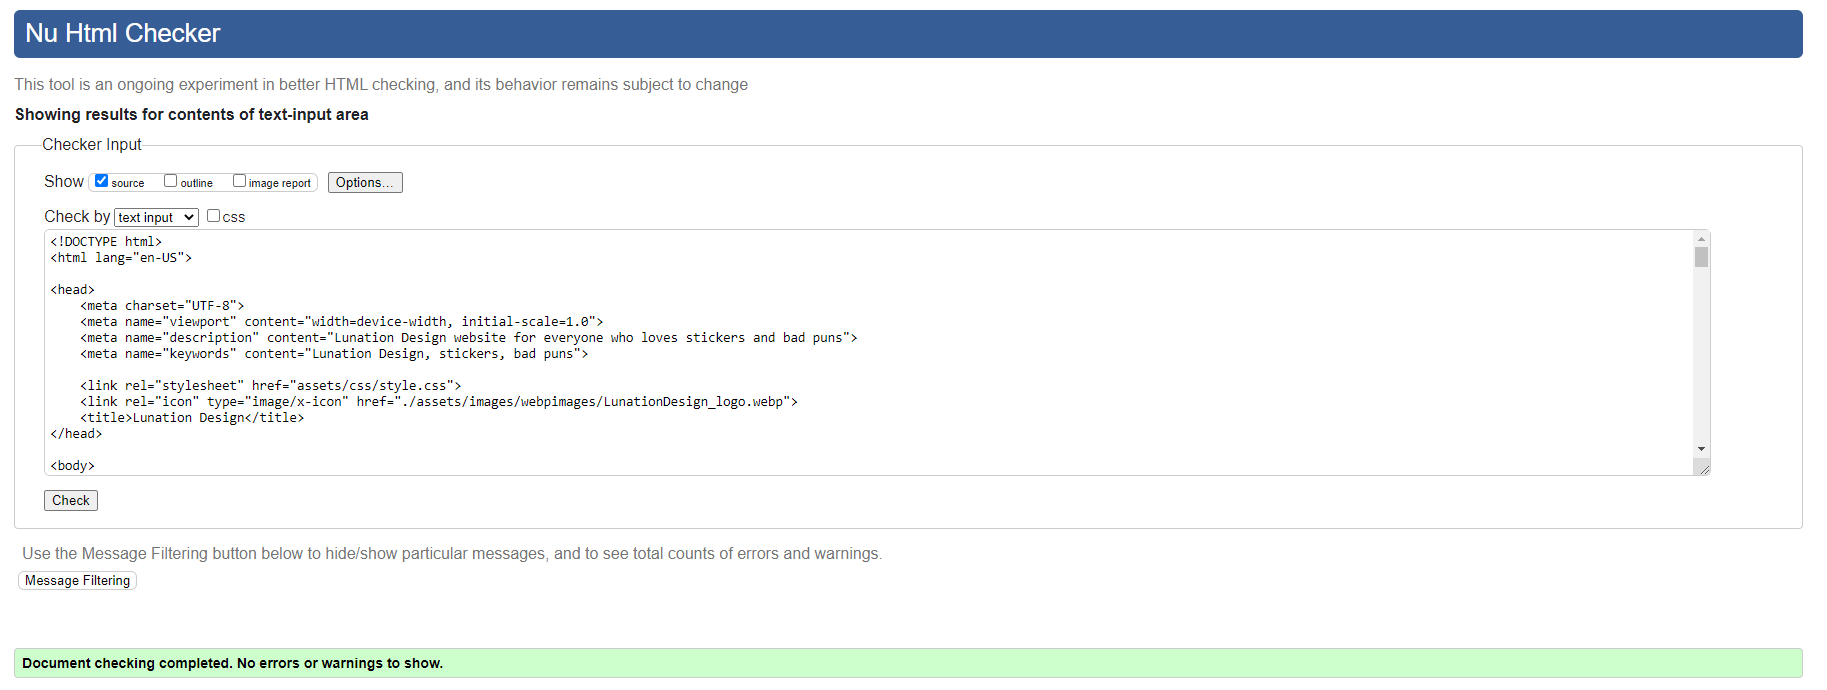 Nu Html Checker
This tool is an ongoing experiment in better HTML checking, and its behavior remains subject to change
Showing results for contents of text-input area
Checker Input
Show source outline image report Options...
Check by text input css
<!DOCTYPE html>
<html lang="en-US">
<head>
    <meta charset="UTF-8">
    <meta name="viewport" content="width=device-width, initial-scale=1.0">
    <meta name="description" content="Lunation Design website for everyone who loves stickers and bad puns">
    <meta name="keywords" content="Lunation Design, stickers, bad puns">
    <link rel="stylesheet" href="assets/css/style.css">
    <link rel="icon" type="image/x-icon" href="./assets/images/webpimages/LunationDesign_logo.webp">
    <title>Lunation Design</title>
</head>
<body>
Check
Use the Message Filtering button below to hide/show particular messages, and to see total counts of errors and warnings.
Message Filtering
Document checking completed. No errors or warnings to show.